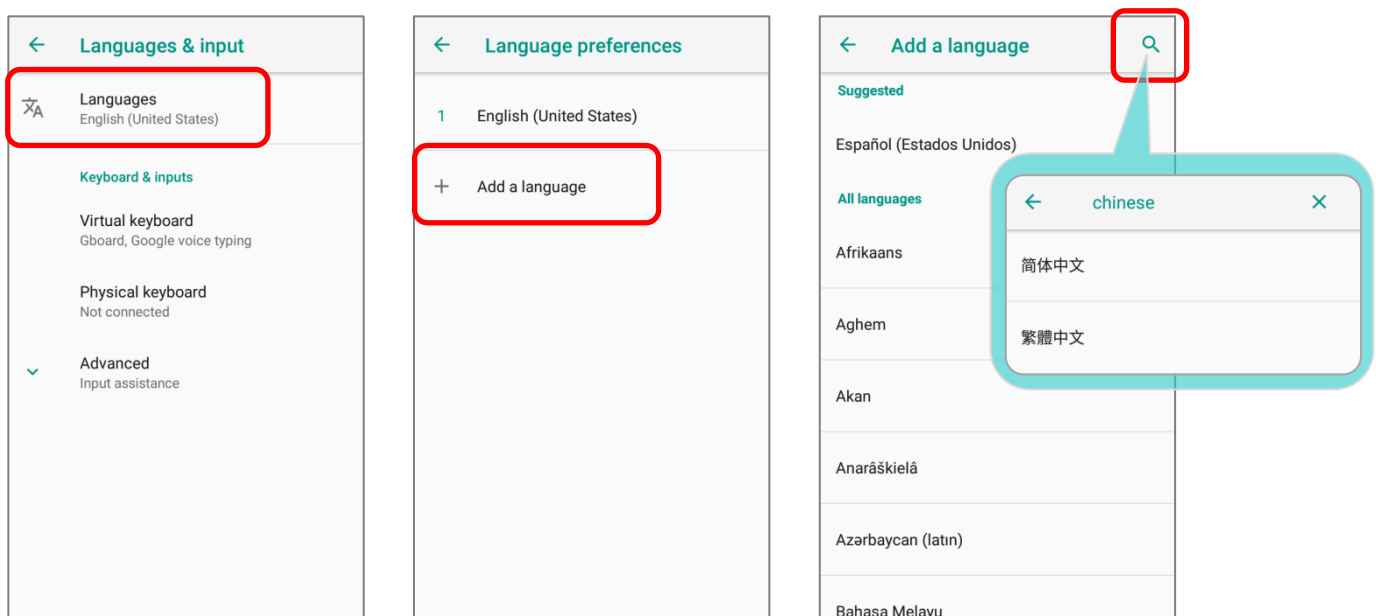 Languages & input
Languages
English (United States)
Keyboard & inputs
Virtual keyboard
Gboard, Google voice typing
Physical keyboard
Not connected
Advanced
Input assistance
Language preferences
1 English (United States)
+ Add a language
Add a language
Suggested
Español (Estados Unidos)
All languages
Afrikaans
Aghem
Akan
Anarâškielâ
Azərbaycan (latın)
Bahasa Melayu
chinese
简体中文
繁體中文